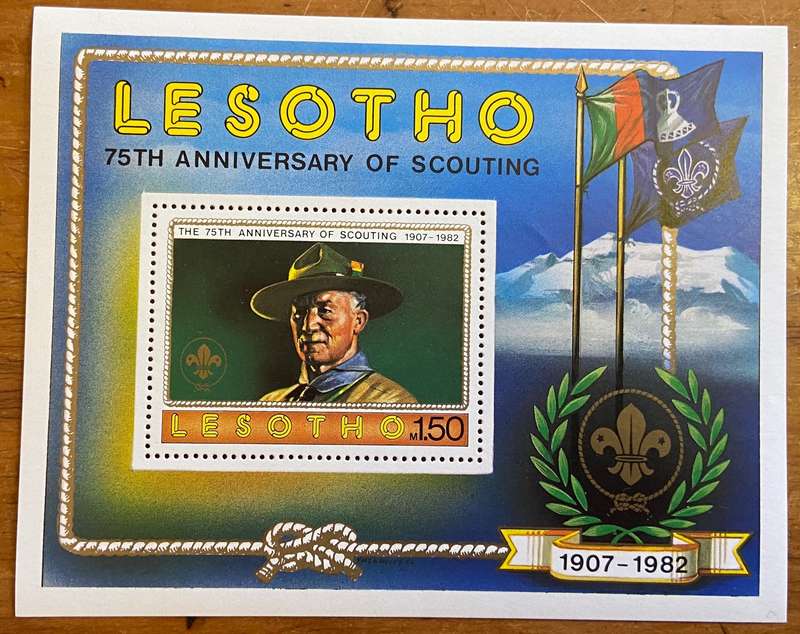 LESOTHO
75TH ANNIVERSARY OF SCOUTING
THE 75TH ANNIVERSARY OF SCOUTING 1907-1982
LESOTHO M1.50
1907-1982